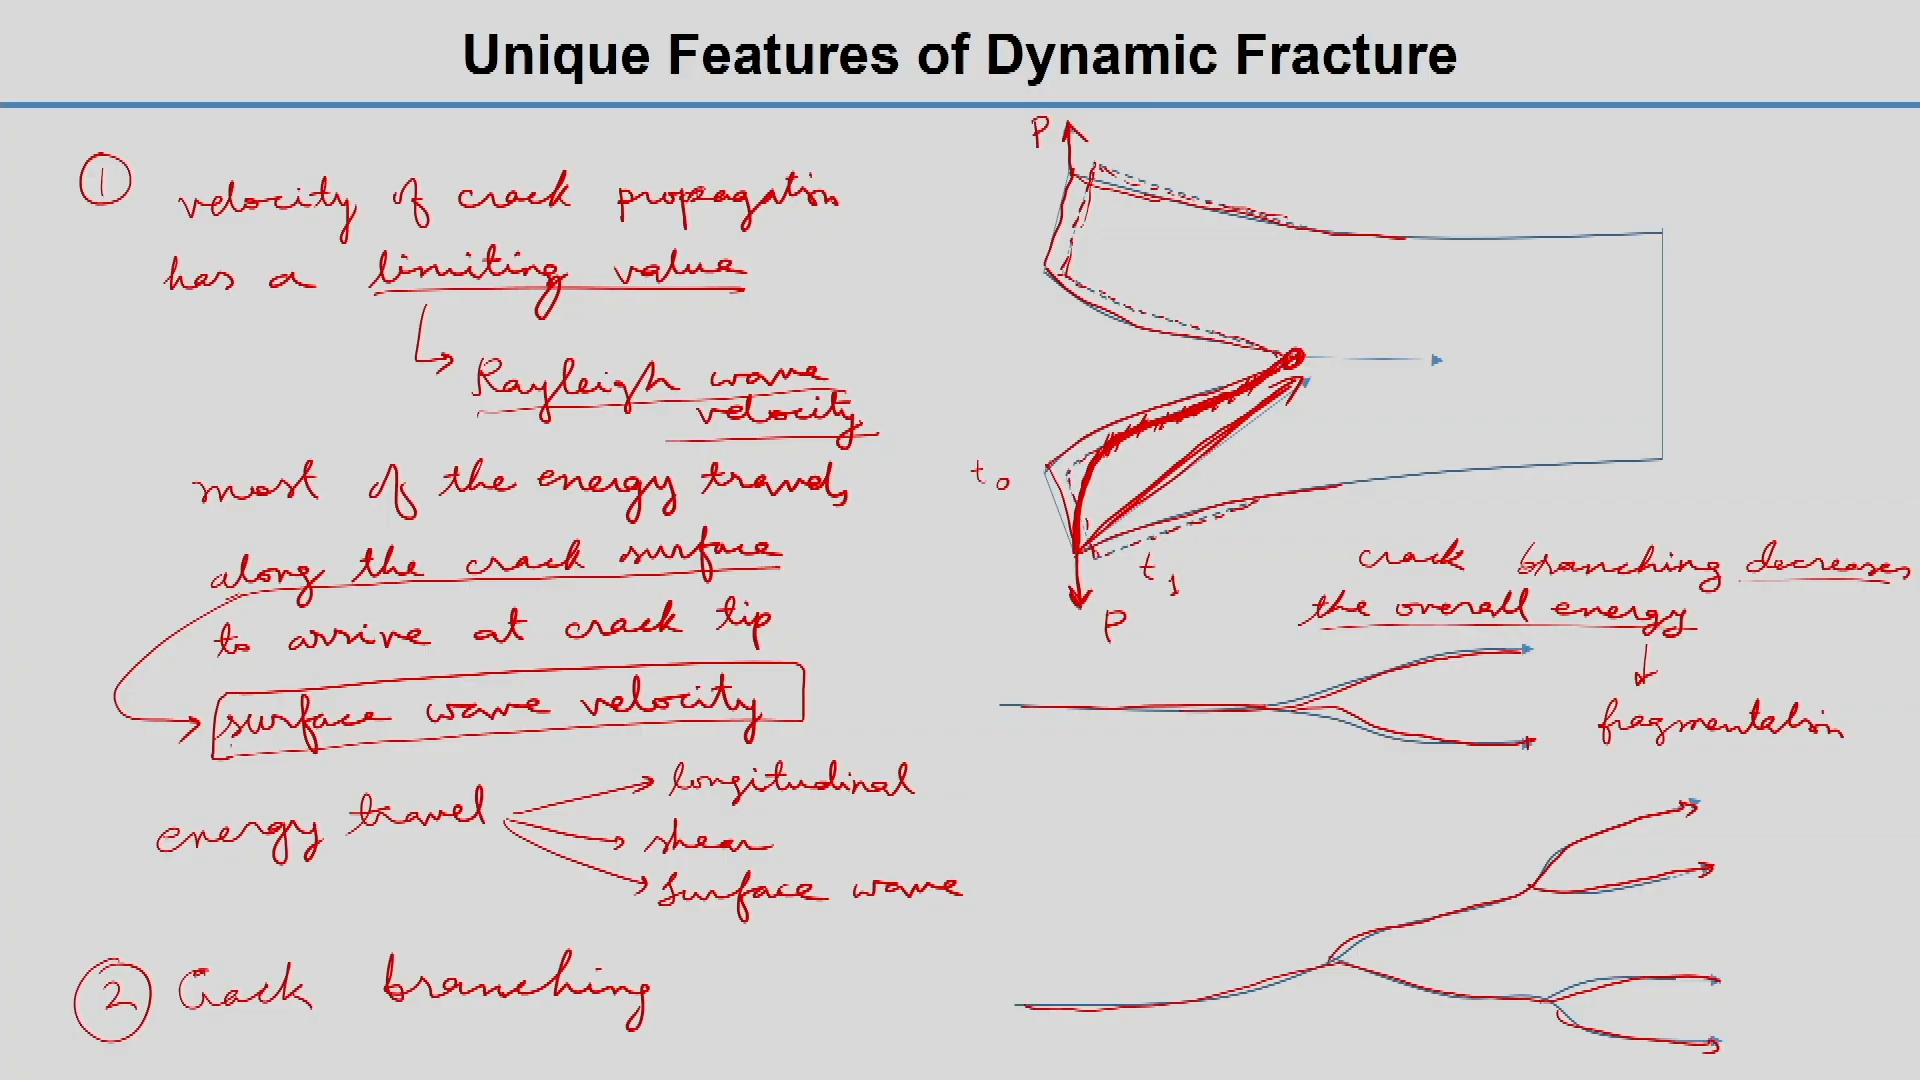 Unique Features of Dynamic Fracture
① velocity of crack propagation
has a limiting value
Rayleigh wave
velocity
most of the energy travels
along the crack surface
to arrive at crack tip
surface wave velocity
energy travel
longitudinal
shear
surface wave
② Crack branching
P
t0
t1
P
crack branching decreases
the overall energy
fragmentation